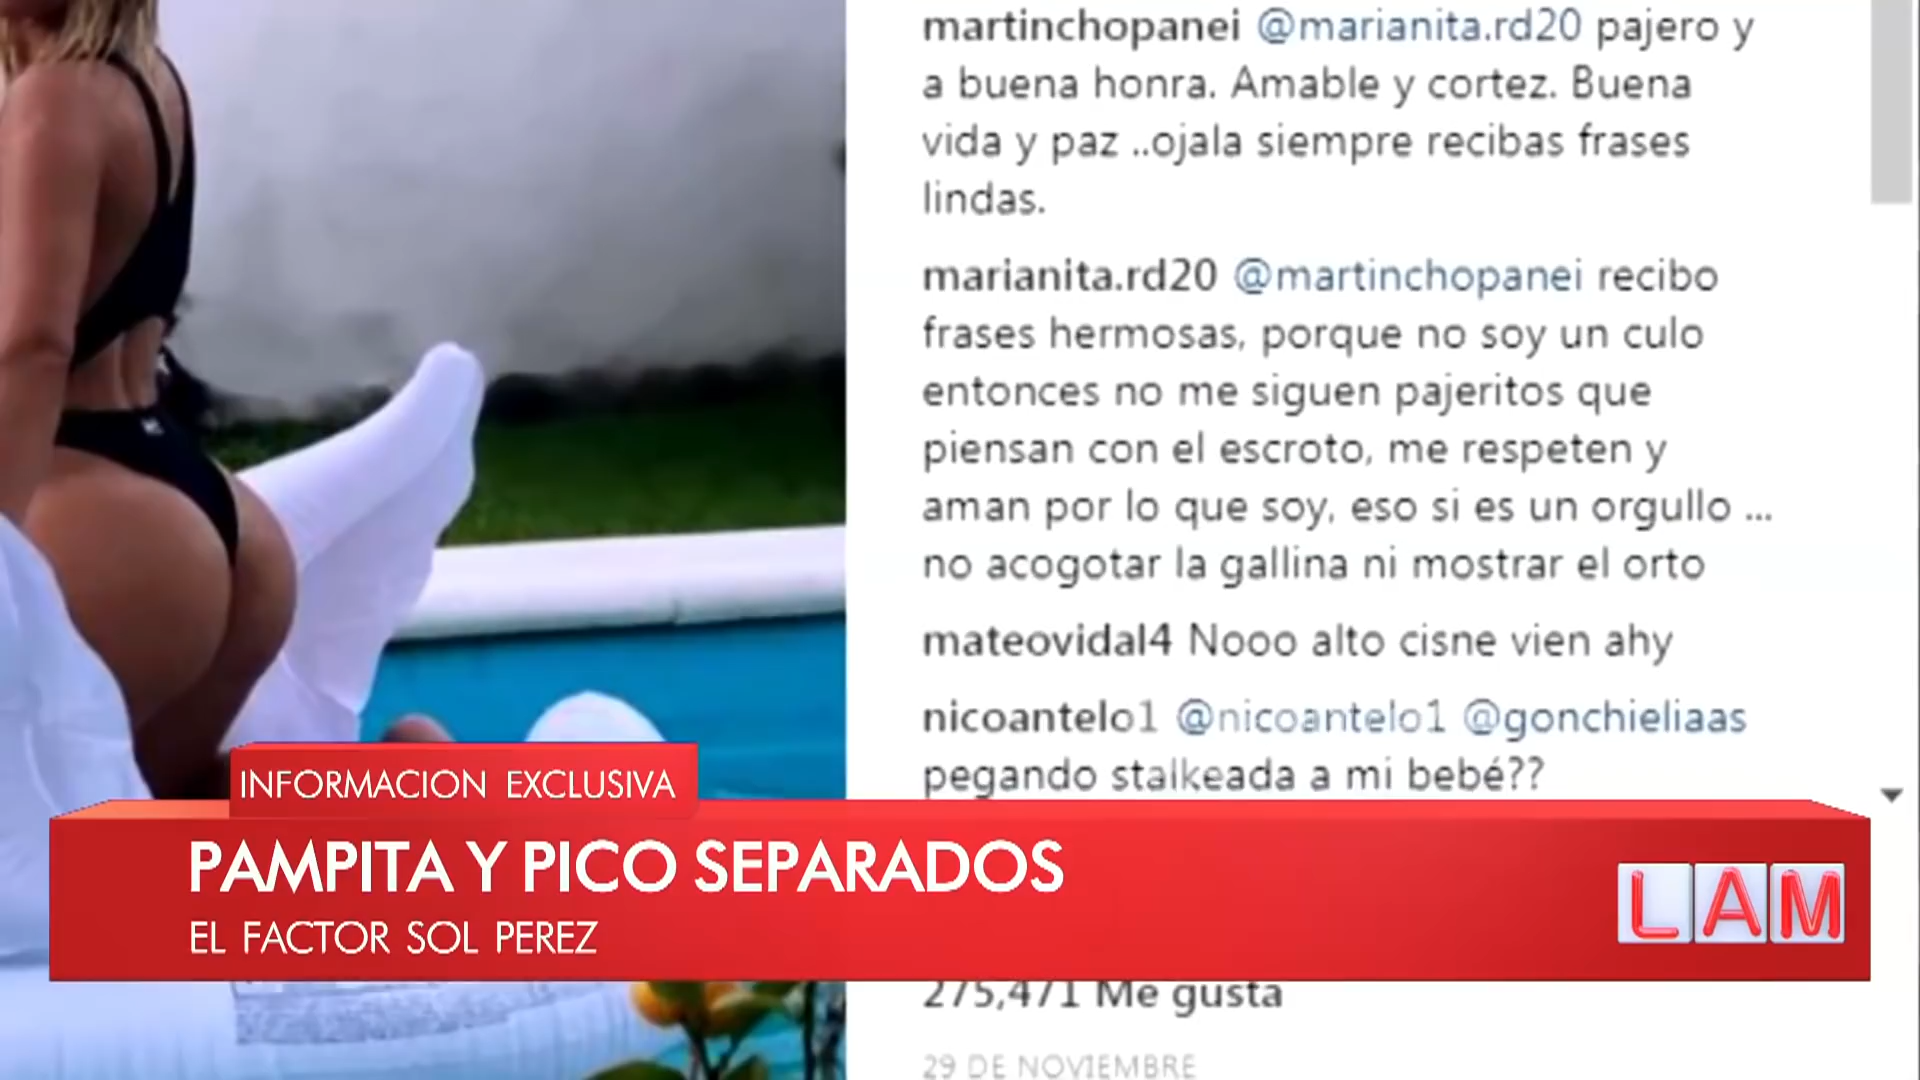 martinchopanei @marianita.rd20 pajero y
a buena honra. Amable y cortez. Buena
vida y paz ..ojala siempre recibas frases
lindas.
marianita.rd20 @martinchopanei recibo
frases hermosas, porque no soy un culo
entonces no me siguen pajeritos que
piensan con el escroto, me respeten y
aman por lo que soy, eso si es un orgullo ...
no acogotar la gallina ni mostrar el orto
mateovidal4 Nooo alto cisne vien ahy
nicoantelo1 @nicoantelo1 @gonchieliaas
pegando stalkeada a mi bebé??
INFORMACION EXCLUSIVA
PAMPITA Y PICO SEPARADOS
EL FACTOR SOL PEREZ
LAM
275,471 Me gusta
29 DE NOVIEMBRE